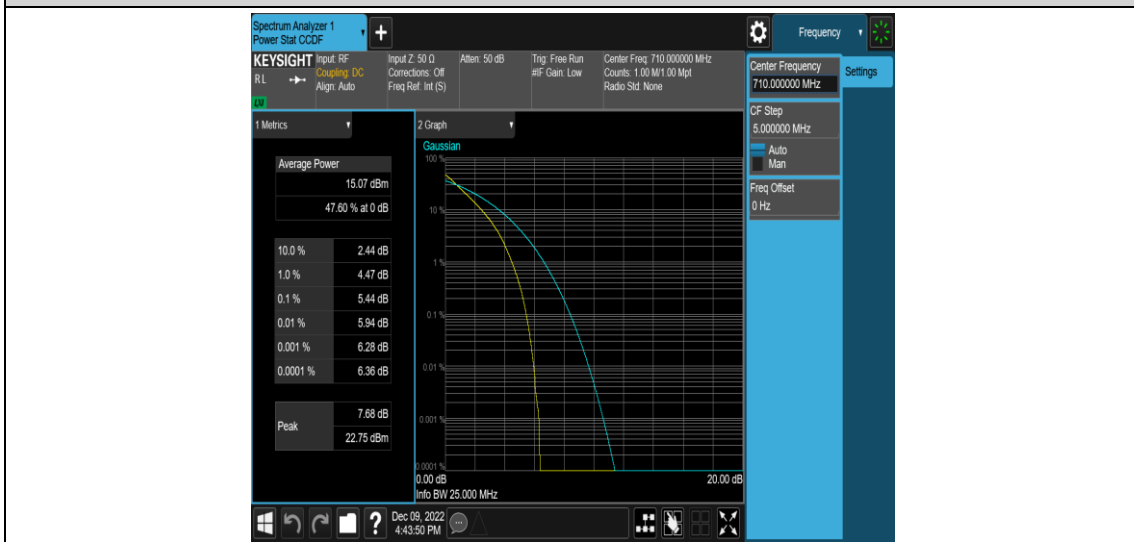 Spectrum Analyzer 1
Power Stat CCDF
+
Frequency
KEYSIGHT
RL
LXI
Input: RF
Coupling: DC
Align: Auto
Input Z: 50 Ω
Corrections: Off
Freq Ref: Int (S)
Atten: 50 dB
Trig: Free Run
#IF Gain: Low
Center Freq: 710.000000 MHz
Counts: 1.00 M/1.00 Mpt
Radio Std: None
Center Frequency
710.000000 MHz
Settings
CF Step
5.000000 MHz
Auto
Man
Freq Offset
0 Hz
1 Metrics
Average Power
15.07 dBm
47.60 % at 0 dB
10.0 % 2.44 dB
1.0 % 4.47 dB
0.1 % 5.44 dB
0.01 % 5.94 dB
0.001 % 6.28 dB
0.0001 % 6.36 dB
Peak
7.68 dB
22.75 dBm
2 Graph
Gaussian
100 %
10 %
1 %
0.1 %
0.01 %
0.001 %
0.0001 %
0.00 dB 20.00 dB
Info BW 25.000 MHz
?
Dec 09, 2022
4:43:50 PM